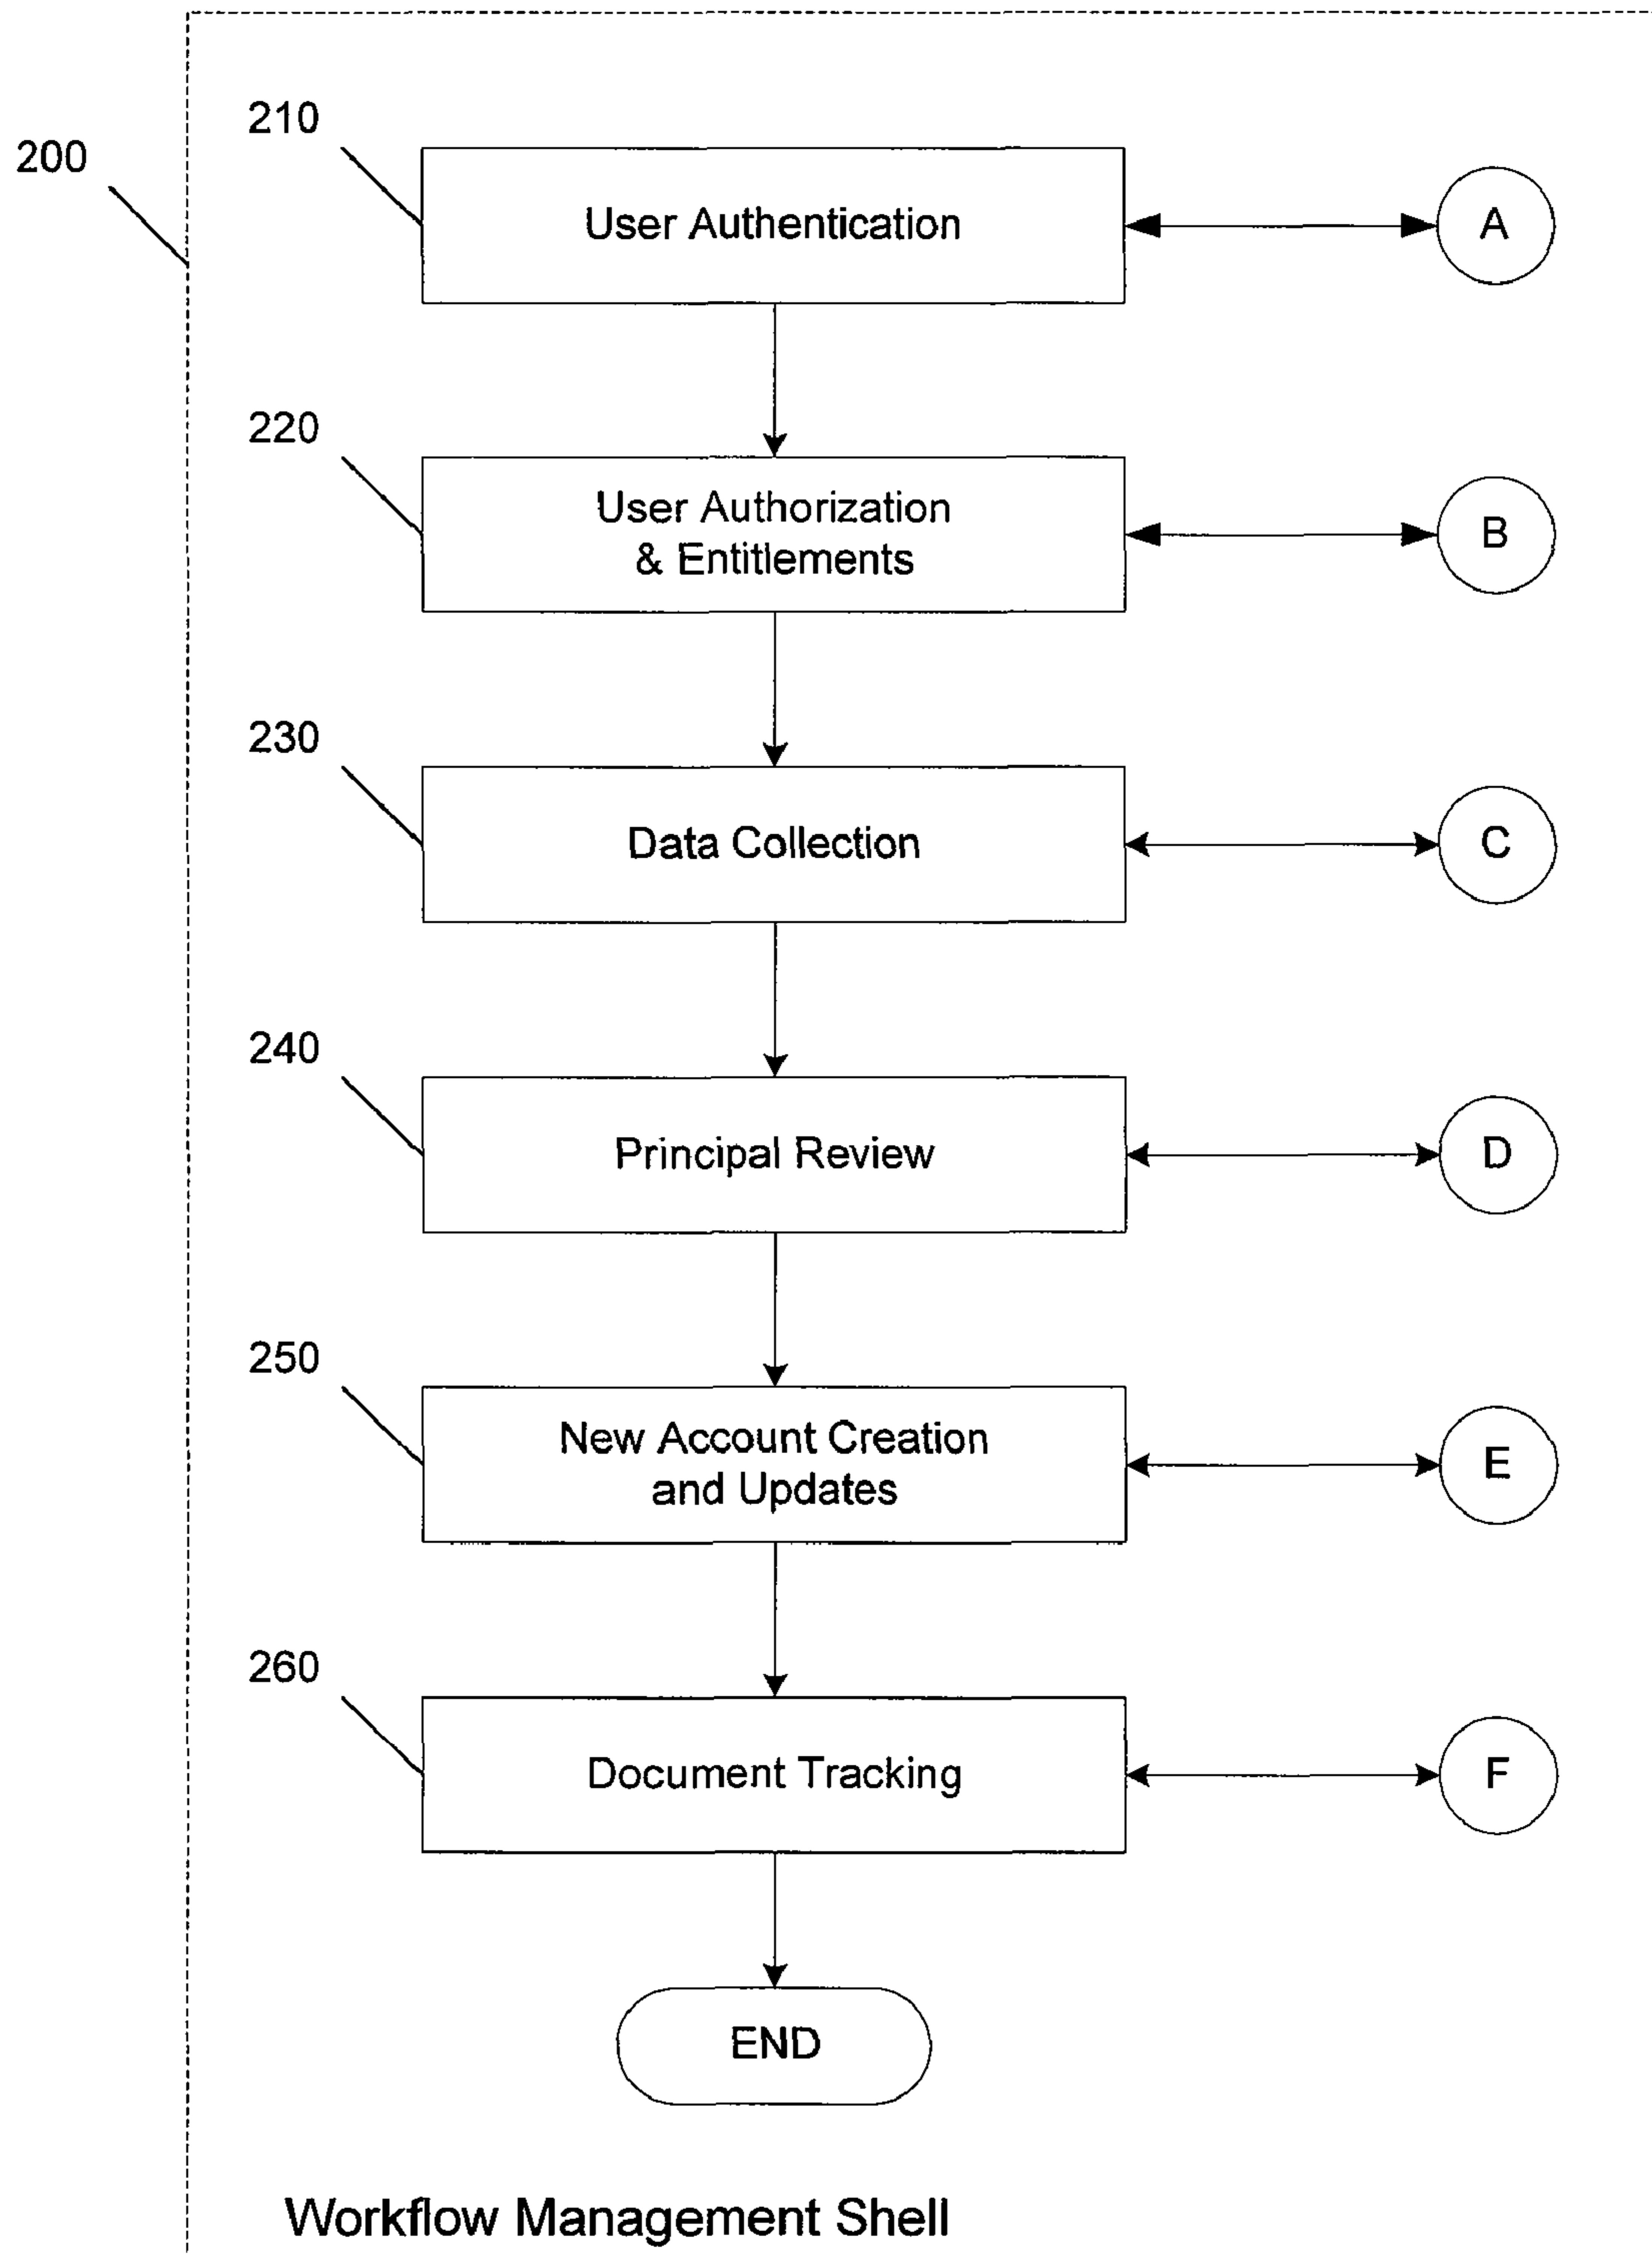 200
210
User Authentication
A
220
User Authorization
& Entitlements
B
230
Data Collection
C
240
Principal Review
D
250
New Account Creation
and Updates
E
260
Document Tracking
F
END
Workflow Management Shell